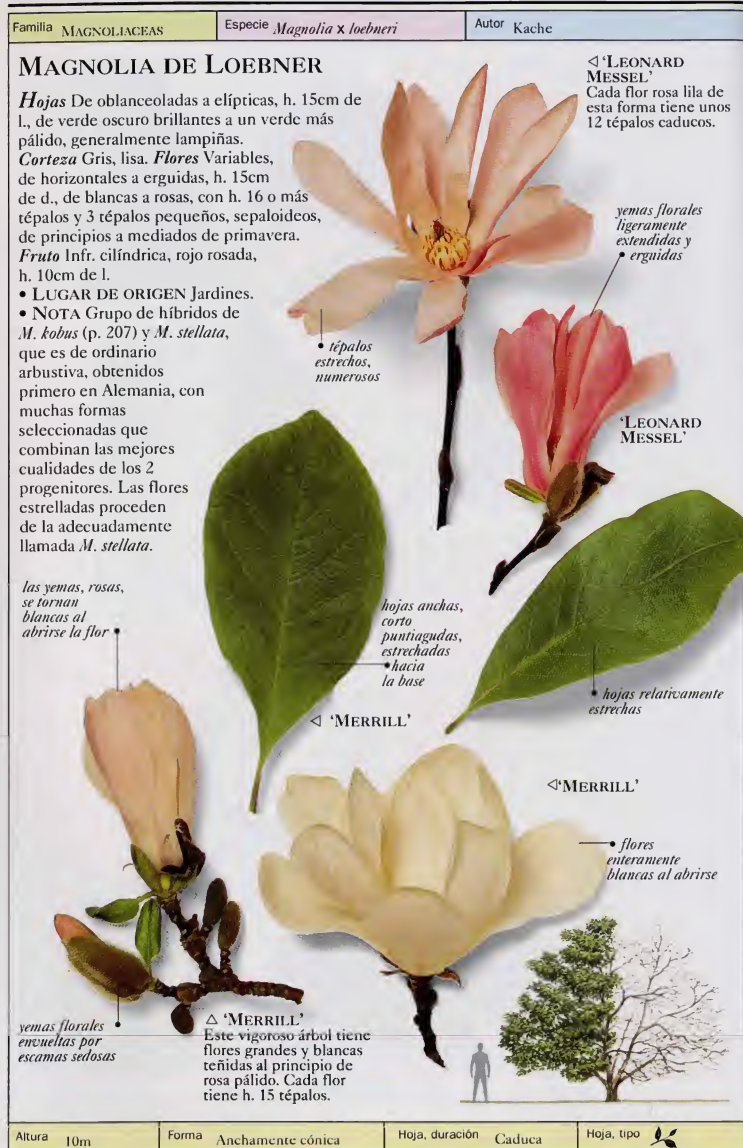 Familia MAGNOLIACEAS
Especie Magnolia x loebneri
Autor Kache
MAGNOLIA DE LOEBNER
Hojas De oblanceoladas a elípticas, h. 15cm de
l., de verde oscuro brillantes a un verde más
pálido, generalmente lampiñas.
Corteza Gris, lisa. Flores Variables,
de horizontales a erguidas, h. 15cm
de d., de blancas a rosas, con h. 16 o más
tépalos y 3 tépalos pequeños, sepaloideos,
de principios a mediados de primavera.
Fruto Infr. cilíndrica, rojo rosada,
h. 10cm de l.
• LUGAR DE ORIGEN Jardines.
• NOTA Grupo de híbridos de
M. kobus (p. 207) y M. stellata,
que es de ordinario
arbustiva, obtenidos
primero en Alemania, con
muchas formas
seleccionadas que
combinan las mejores
cualidades de los 2
progenitores. Las flores
estrelladas proceden
de la adecuadamente
llamada M. stellata.
◁ 'LEONARD
MESSEL'
Cada flor rosa lila de
esta forma tiene unos
12 tépalos caducos.
yemas florales
ligeramente
extendidas y
erguidas
tépalos
estrechos,
numerosos
'LEONARD
MESSEL'
las yemas, rosas,
se tornan
blancas al
abrirse la flor
hojas anchas,
corto
puntiagudas,
estrechadas
hacia
la base
◁ 'MERRILL'
hojas relativamente
estrechas
◁ 'MERRILL'
flores
enteramente
blancas al abrirse
yemas florales
envueltas por
escamas sedosas
△ 'MERRILL'
Este vigoroso árbol tiene
flores grandes y blancas
teñidas al principio de
rosa pálido. Cada flor
tiene h. 15 tépalos.
Altura 10m
Forma Anchamente cónica
Hoja, duración Caduca
Hoja, tipo